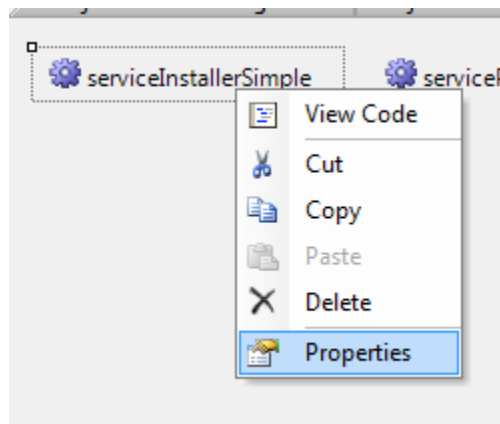 serviceInstallerSimple
View Code
Cut
Copy
Paste
Delete
Properties